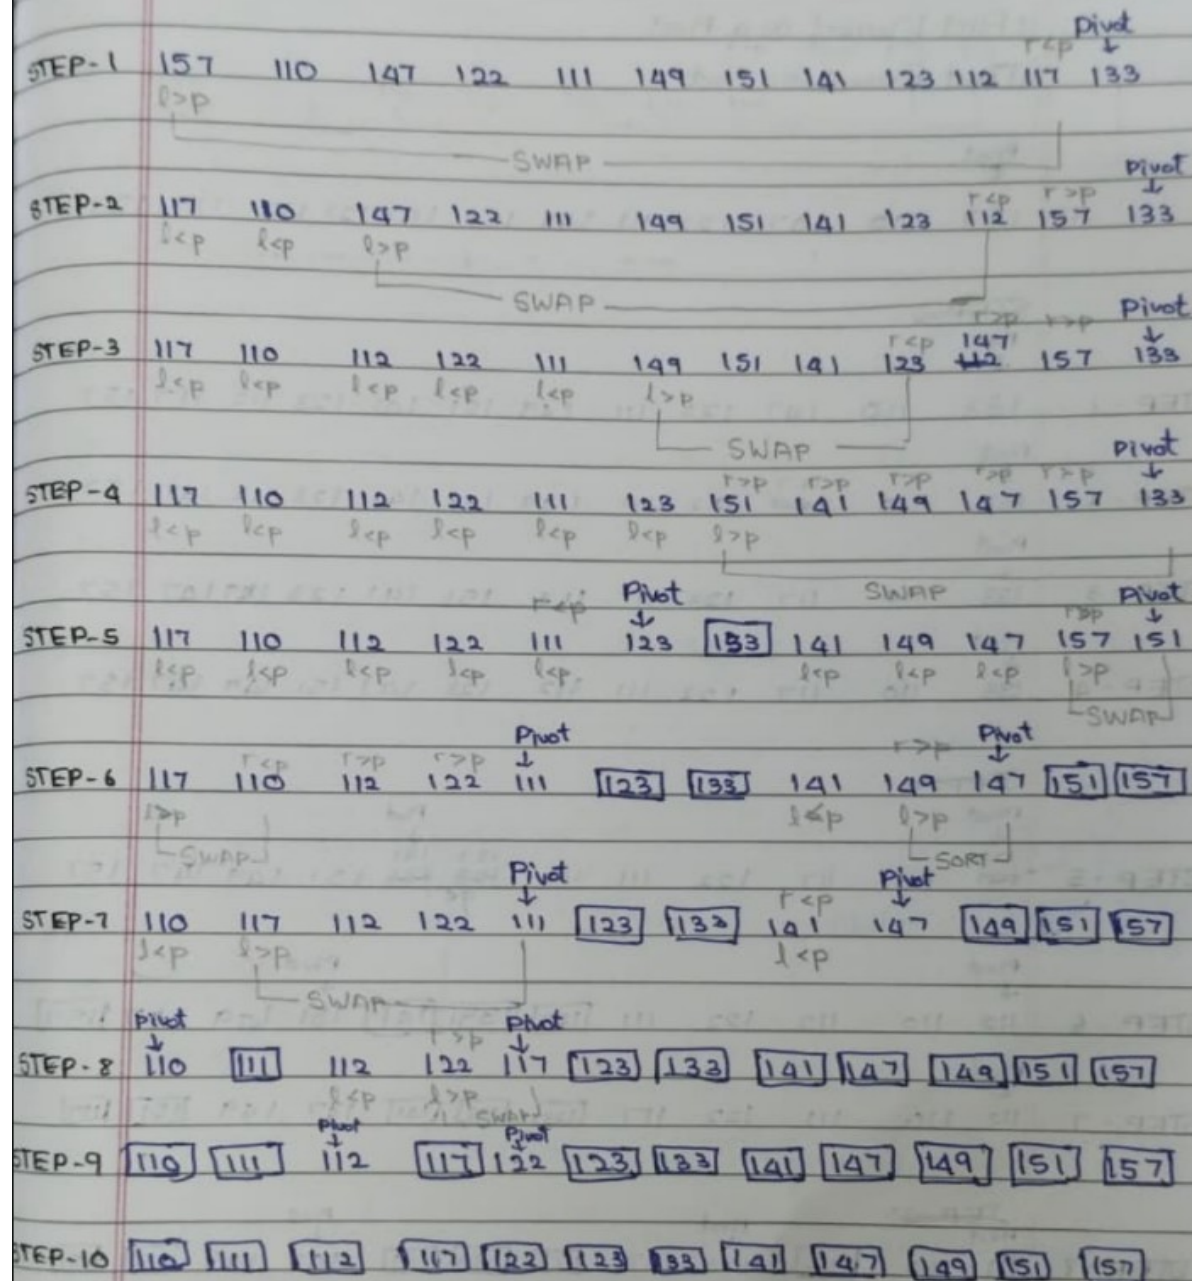 Pivot
r<p ↓
STEP-1 157 110 147 122 111 149 151 141 123 112 117 133
l>p
SWAP
Pivot
r<p r>p ↓
STEP-2 117 110 147 122 111 149 151 141 123 112 157 133
l<p l<p l>p
SWAP
Pivot
r<p r>p r>p ↓
147
STEP-3 117 110 112 122 111 149 151 141 123 112 157 133
l<p l<p l<p l<p l<p l>p
SWAP
Pivot
r>p r>p r>p r>p r>p ↓
STEP-4 117 110 112 122 111 123 151 141 149 147 157 133
l<p l<p l<p l<p l<p l<p l>p
SWAP
r<p Pivot r>p Pivot
↓ ↓
STEP-5 117 110 112 122 111 123 133 141 149 147 157 151
l<p l<p l<p l<p l<p l<p l<p l<p l>p
SWAP
Pivot Pivot
r<p r>p r>p ↓ r>p ↓
STEP-6 117 110 112 122 111 123 133 141 149 147 151 157
l>p l<p l>p
SWAP SORT
Pivot Pivot
↓ r<p ↓
STEP-7 110 117 112 122 111 123 133 141 147 149 151 157
l<p l>p l<p
SWAP
Pivot Pivot
↓ r>p ↓
STEP-8 110 111 112 122 117 123 133 141 147 149 151 157
l<p l>p
SWAP
Pivot Pivot
↓ ↓
STEP-9 110 111 112 117 122 123 133 141 147 149 151 157
STEP-10 110 111 112 117 122 123 133 141 147 149 151 157